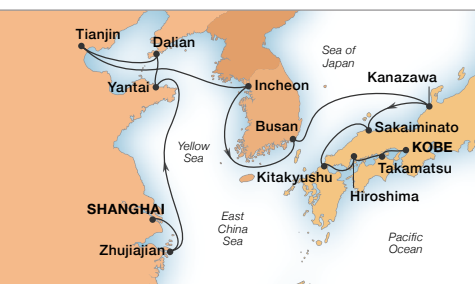 Tianjin
Dalian
Sea of
Japan
Kanazawa
Yantai
Incheon
Busan
Sakaiminato
KOBE
Yellow
Sea
Takamatsu
Kitakyushu
Hiroshima
SHANGHAI
East
China
Sea
Pacific
Ocean
Zhujiajian